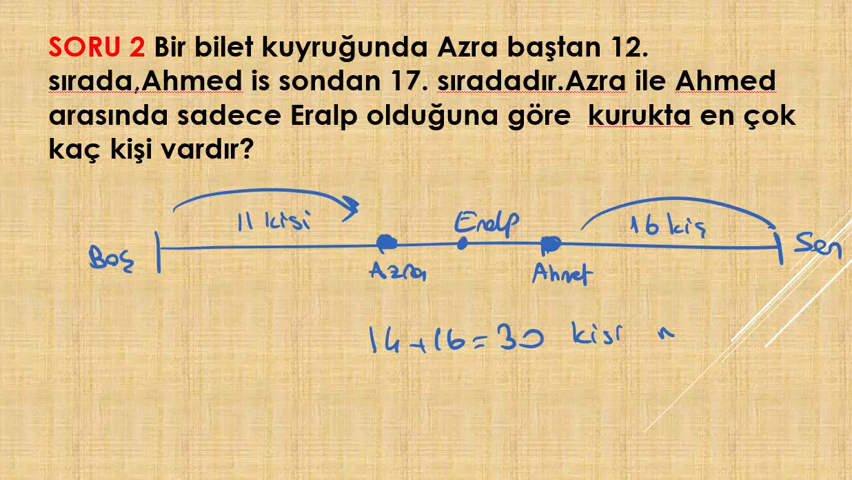 SORU 2 Bir bilet kuyruğunda Azra baştan 12.
sırada,Ahmed is sondan 17. sıradadır.Azra ile Ahmed
arasında sadece Eralp olduğuna göre kurukta en çok
kaç kişi vardır?
11 kisi
Eralp
16 kiş
Baş
Azra
Ahmet
Son
14+16=30 kisi